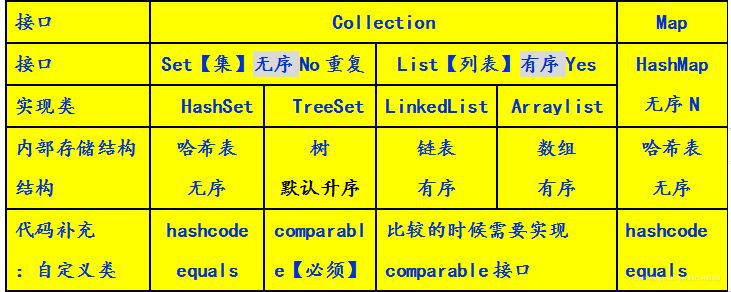 接口 Collection Map
接口 Set【集】无序 No 重复 List【列表】有序 Yes HashMap
无序 N
实现类 HashSet TreeSet LinkedList Arraylist
内部存储结构 哈希表 树 链表 数组 哈希表
结构 无序 默认升序 有序 有序 无序
代码补充 hashcode comparabl 比较的时候需要实现 hashcode
：自定义类 equals e【必须】 comparable 接口 equals